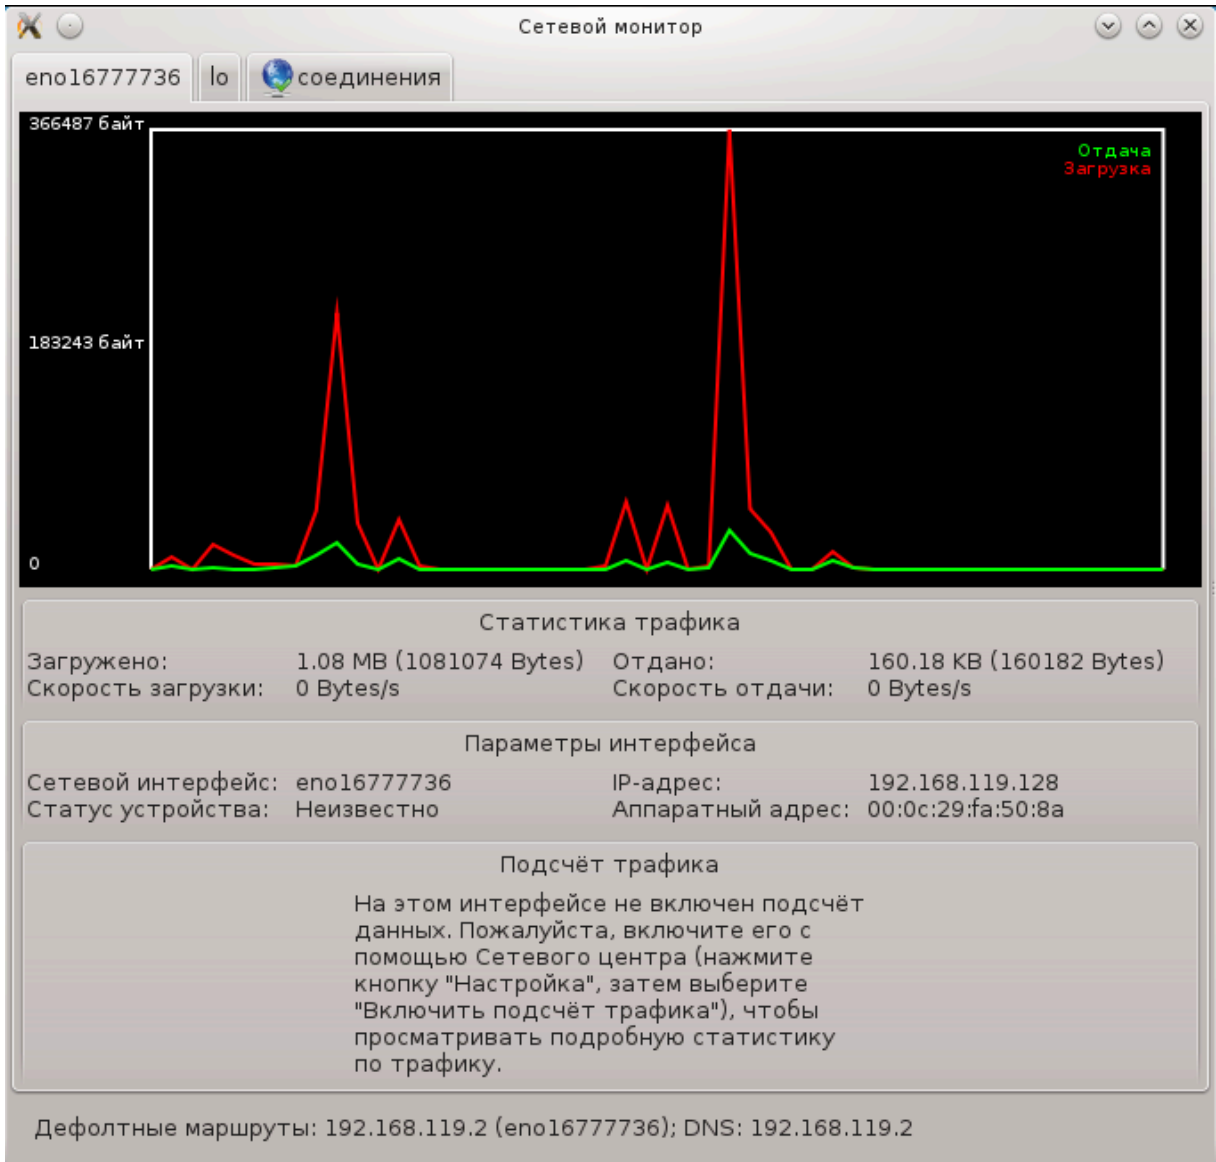 Сетевой монитор
eno16777736
lo
соединения
366487 байт
Отдача
Загрузка
183243 байт
0
Статистика трафика
Загружено: 1.08 MB (1081074 Bytes) Отдано: 160.18 KB (160182 Bytes)
Скорость загрузки: 0 Bytes/s Скорость отдачи: 0 Bytes/s
Параметры интерфейса
Сетевой интерфейс: eno16777736 IP-адрес: 192.168.119.128
Статус устройства: Неизвестно Аппаратный адрес: 00:0c:29:fa:50:8a
Подсчёт трафика
На этом интерфейсе не включен подсчёт
данных. Пожалуйста, включите его с
помощью Сетевого центра (нажмите
кнопку "Настройка", затем выберите
"Включить подсчёт трафика"), чтобы
просматривать подробную статистику
по трафику.
Дефолтные маршруты: 192.168.119.2 (eno16777736); DNS: 192.168.119.2